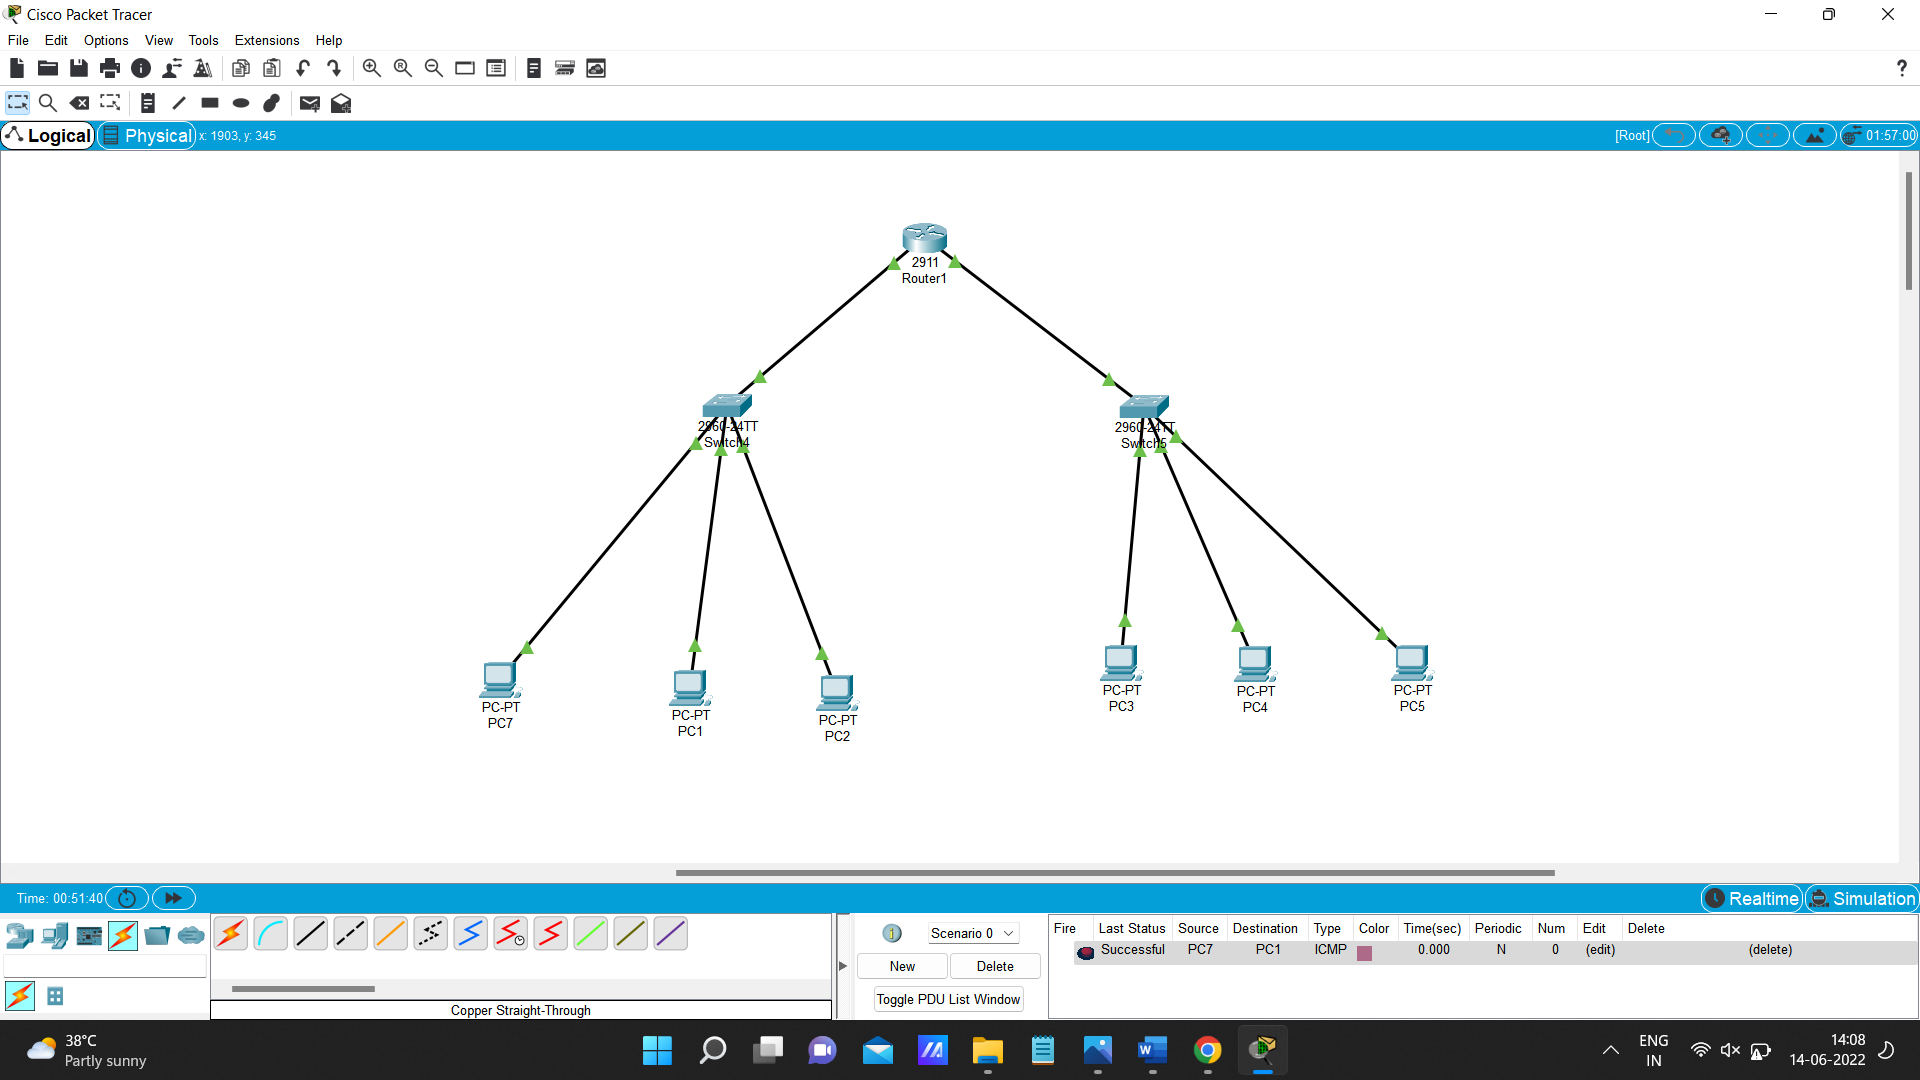 Cisco Packet Tracer
File Edit Options View Tools Extensions Help
?
Logical Physical x: 1903, y: 345 [Root] 01:57:00
2911
Router1
2960-24TT
Switch4
2960-24TT
Switch5
PC-PT
PC7
PC-PT
PC1
PC-PT
PC2
PC-PT
PC3
PC-PT
PC4
PC-PT
PC5
Time: 00:51:40 Realtime Simulation
Scenario 0
New Delete
Toggle PDU List Window
Fire Last Status Source Destination Type Color Time(sec) Periodic Num Edit Delete
Successful PC7 PC1 ICMP 0.000 N 0 (edit) (delete)
Copper Straight-Through
38°C
Partly sunny
ENG
IN
14:08
14-06-2022